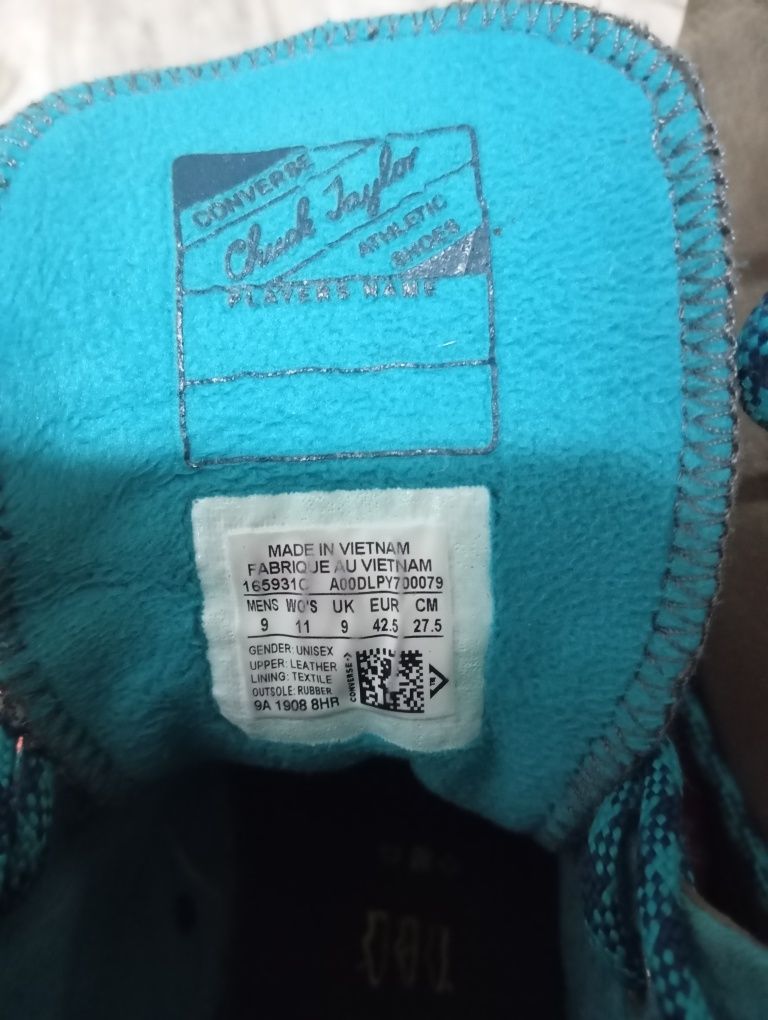 CONVERSE
Chuck Taylor
ATHLETIC
SHOES
PLAYERS NAME
MADE IN VIETNAM
FABRIQUE AU VIETNAM
165931C A00DLPY700079
MENS WO'S UK EUR CM
9 11 9 42.5 27.5
GENDER: UNISEX
UPPER: LEATHER
LINING: TEXTILE
OUTSOLE: RUBBER
9A 1908 8HR
CONVERSE